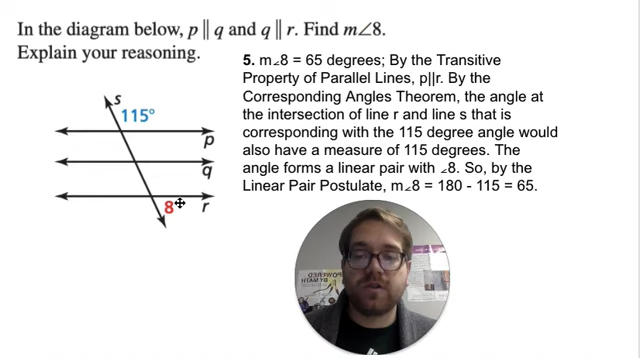 In the diagram below, p ∥ q and q ∥ r. Find m∠8.
Explain your reasoning.
5. m∠8 = 65 degrees; By the Transitive
Property of Parallel Lines, p||r. By the
Corresponding Angles Theorem, the angle at
the intersection of line r and line s that is
corresponding with the 115 degree angle would
also have a measure of 115 degrees. The
angle forms a linear pair with ∠8. So, by the
Linear Pair Postulate, m∠8 = 180 - 115 = 65.
s
115°
p
q
8
r
POWERED
BY MATH